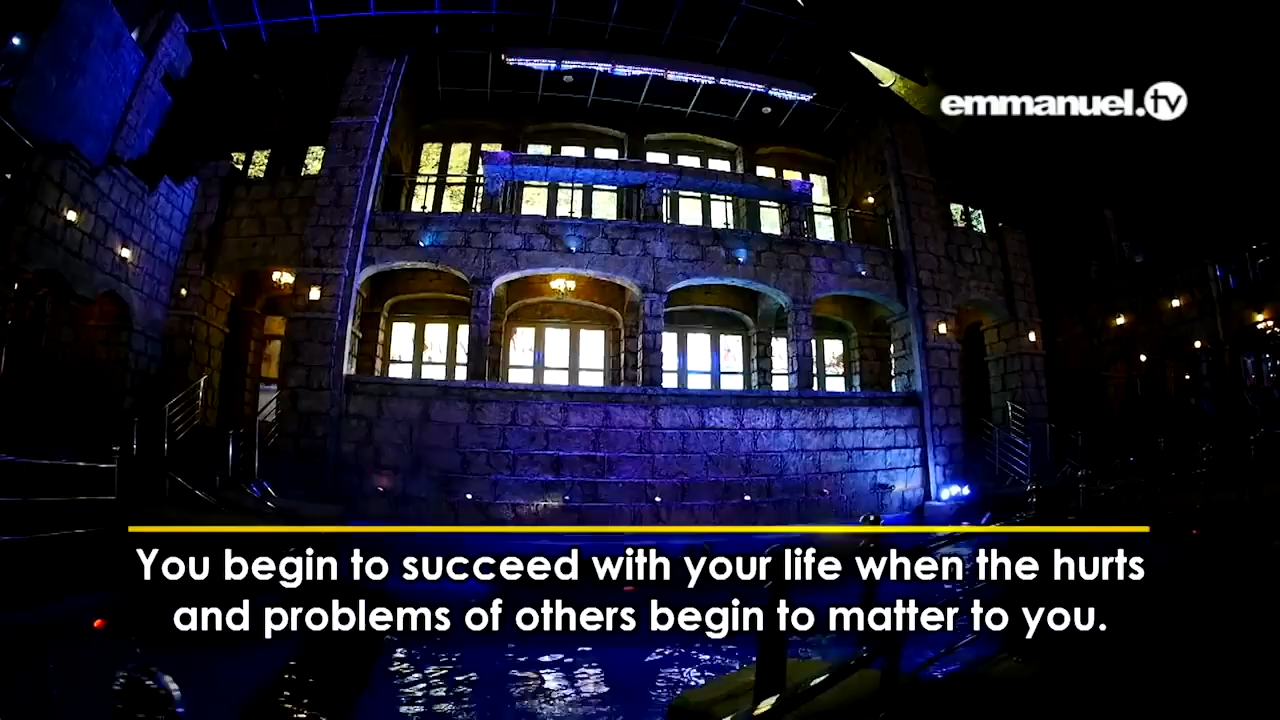 emmanuel.tv
You begin to succeed with your life when the hurts
and problems of others begin to matter to you.